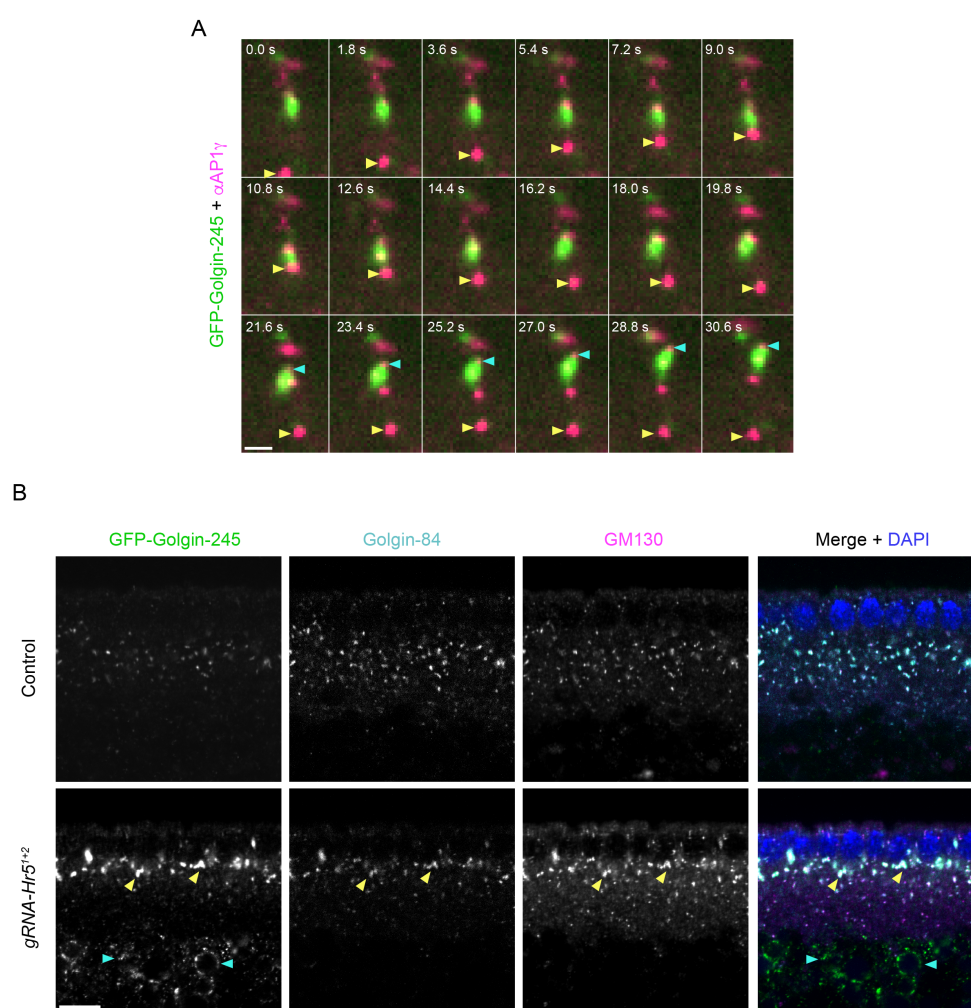 A
GFP-Golgin-245 + αAP1γ
0.0 s 1.8 s 3.6 s 5.4 s 7.2 s 9.0 s
10.8 s 12.6 s 14.4 s 16.2 s 18.0 s 19.8 s
21.6 s 23.4 s 25.2 s 27.0 s 28.8 s 30.6 s
B
GFP-Golgin-245 Golgin-84 GM130 Merge + DAPI
Control
gRNA-Hr5¹⁺²